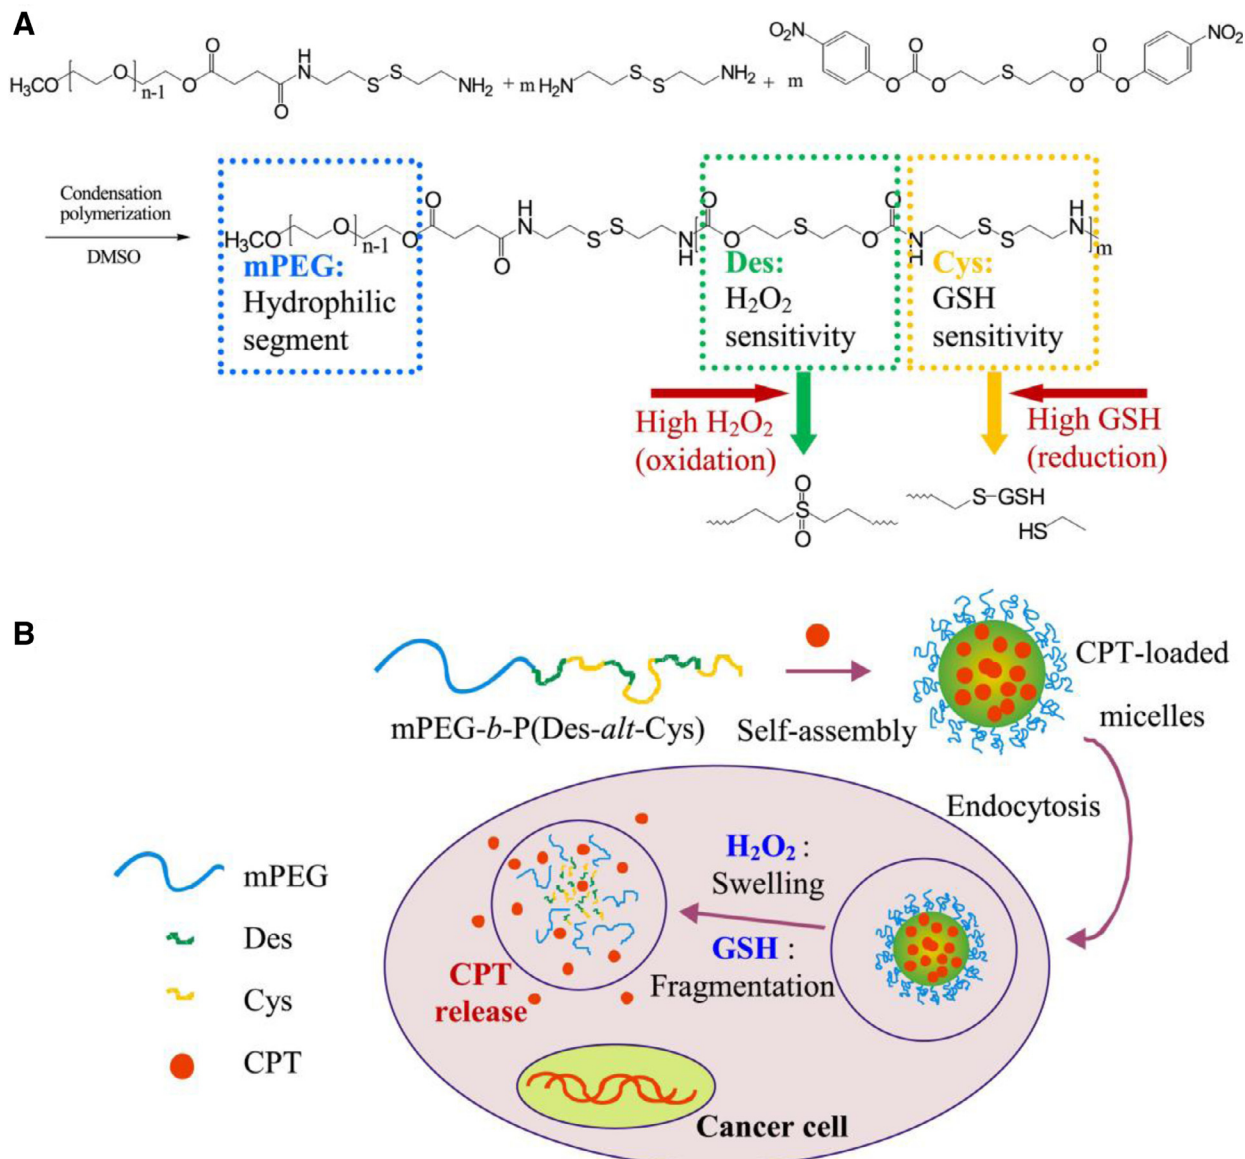 A
H₃CO O n-1 O O O H N S S NH₂ + m H₂N S S NH₂ + m O₂N O O O S O O O NO₂
Condensation
polymerization
DMSO
H₃CO O n-1 O O O H N S S N H O O S O O N H S S H N m
mPEG:
Hydrophilic
segment
Des:
H₂O₂
sensitivity
Cys:
GSH
sensitivity
High H₂O₂
(oxidation)
High GSH
(reduction)
O
S
O
S-GSH
HS
B
mPEG-b-P(Des-alt-Cys)
Self-assembly
CPT-loaded
micelles
Endocytosis
mPEG
Des
Cys
CPT
H₂O₂ :
Swelling
GSH :
Fragmentation
CPT
release
Cancer cell